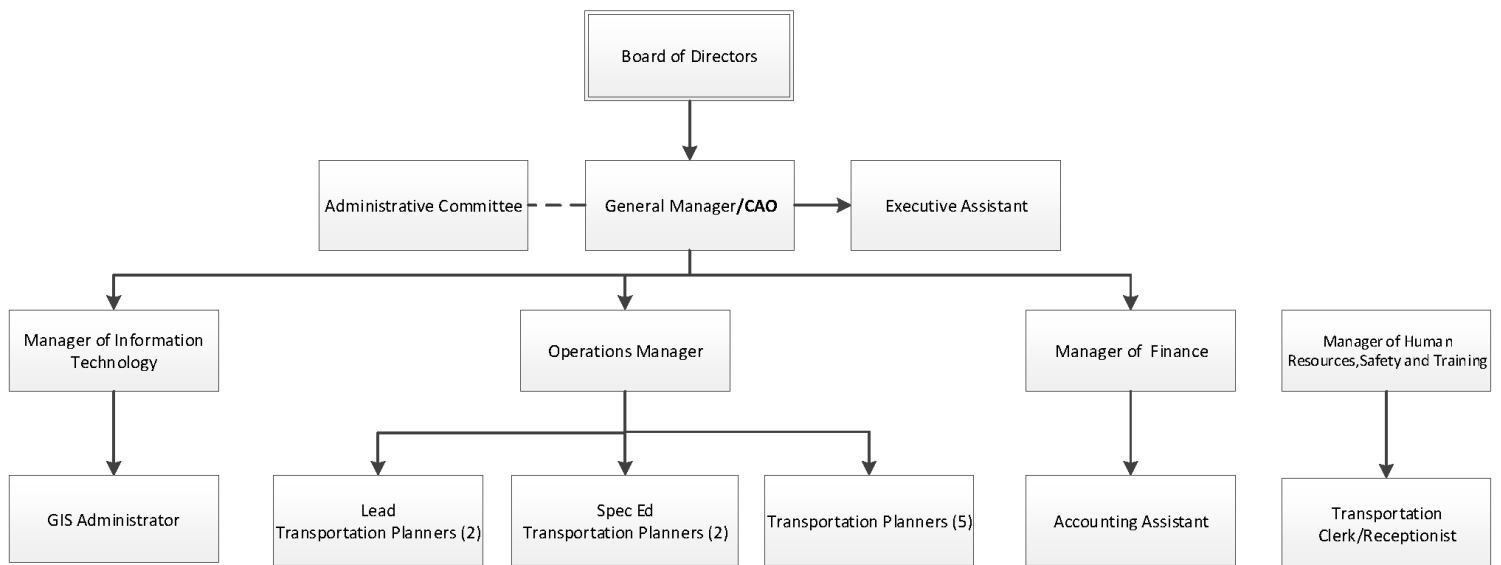 Board of Directors
Administrative Committee
General Manager/CAO
Executive Assistant
Manager of Information
Technology
Operations Manager
Manager of Finance
Manager of Human
Resources,Safety and Training
GIS Administrator
Lead
Transportation Planners (2)
Spec Ed
Transportation Planners (2)
Transportation Planners (5)
Accounting Assistant
Transportation
Clerk/Receptionist